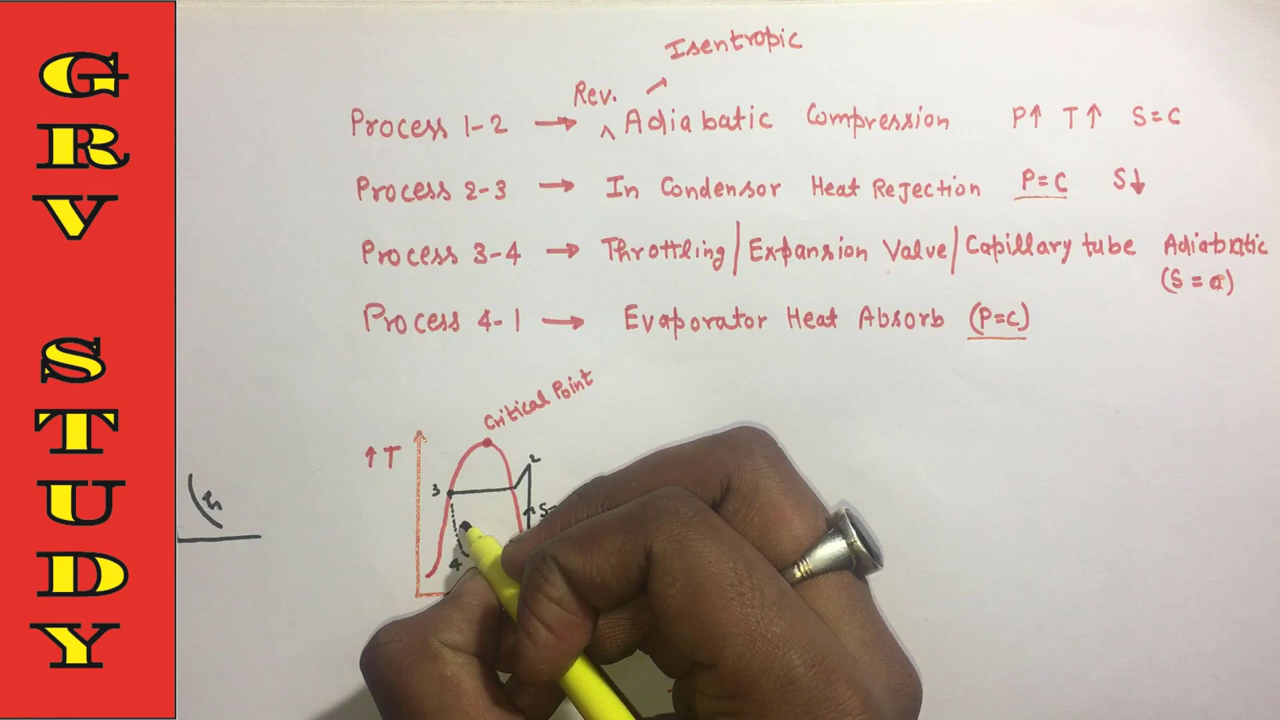 GRV STUDY
Isentropic
Rev.
Process 1-2 → ^ Adiabatic Compression P↑ T↑ S=C
Process 2-3 → In Condensor Heat Rejection P=C S↓
Process 3-4 → Throttling/Expansion Valve/Capillary tube Adiabatic
Process 4-1 → Evaporator Heat Absorb (P=C)
Critical Point
↑T
2
3
4